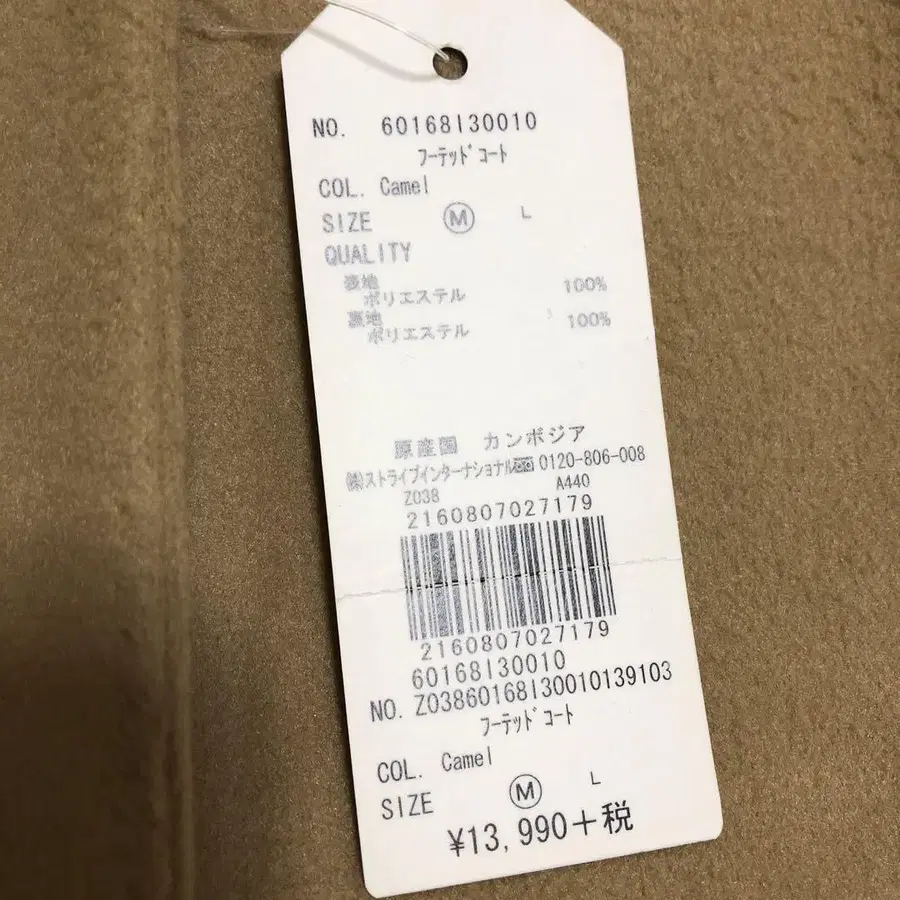 NO. 60168I30010
フーテッドコート
COL. Camel
SIZE Ⓜ L
QUALITY
表地
ポリエステル 100%
裏地
ポリエステル 100%
原産国 カンボジア
㈱ストライプインターナショナル 0120-806-008
Z038 A440
2160807027179
2160807027179
60168I30010
NO. Z03860168I30010139103
フーテッドコート
COL. Camel
SIZE Ⓜ L
¥13,990+税